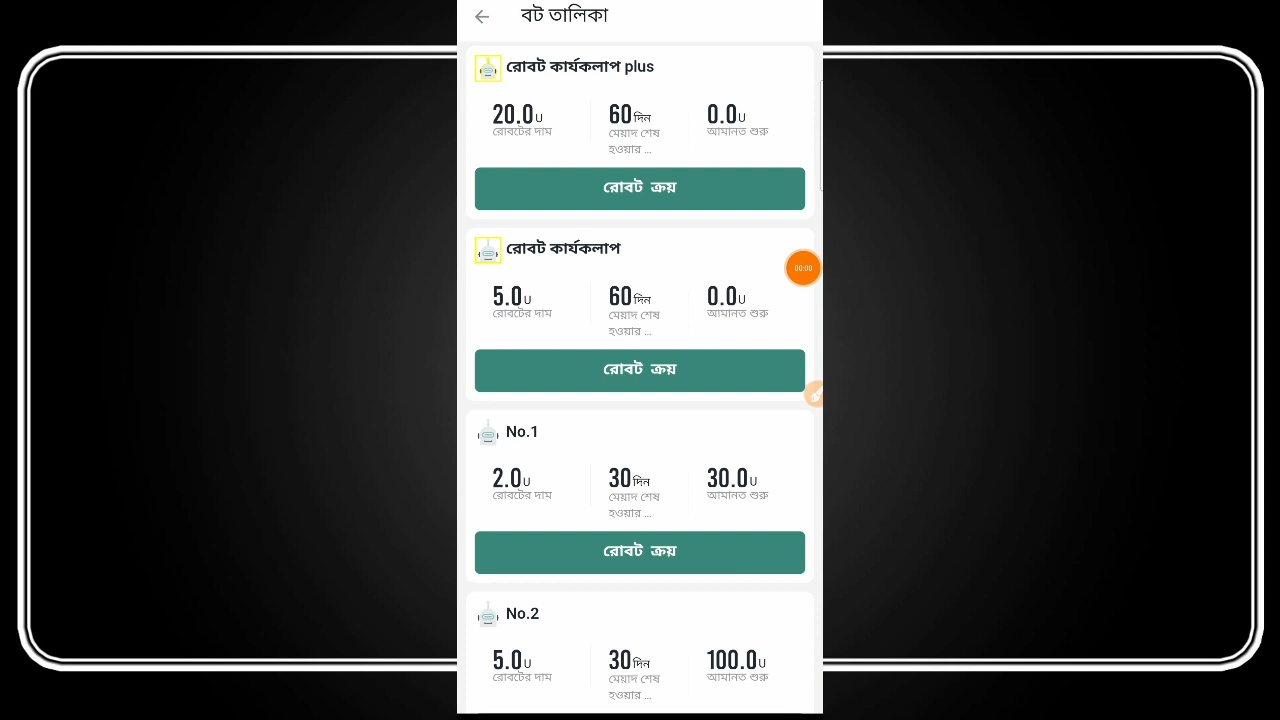 বট তালিকা
রোবট কার্যকলাপ plus
20.0U 60দিন 0.0U
রোবটের দাম মেয়াদ শেষ আমানত শুরু
হওয়ার ...
রোবট ক্রয়
রোবট কার্যকলাপ
00:00
5.0U 60দিন 0.0U
রোবটের দাম মেয়াদ শেষ আমানত শুরু
হওয়ার ...
রোবট ক্রয়
No.1
2.0U 30দিন 30.0U
রোবটের দাম মেয়াদ শেষ আমানত শুরু
হওয়ার ...
রোবট ক্রয়
No.2
5.0U 30দিন 100.0U
রোবটের দাম মেয়াদ শেষ আমানত শুরু
হওয়ার ...